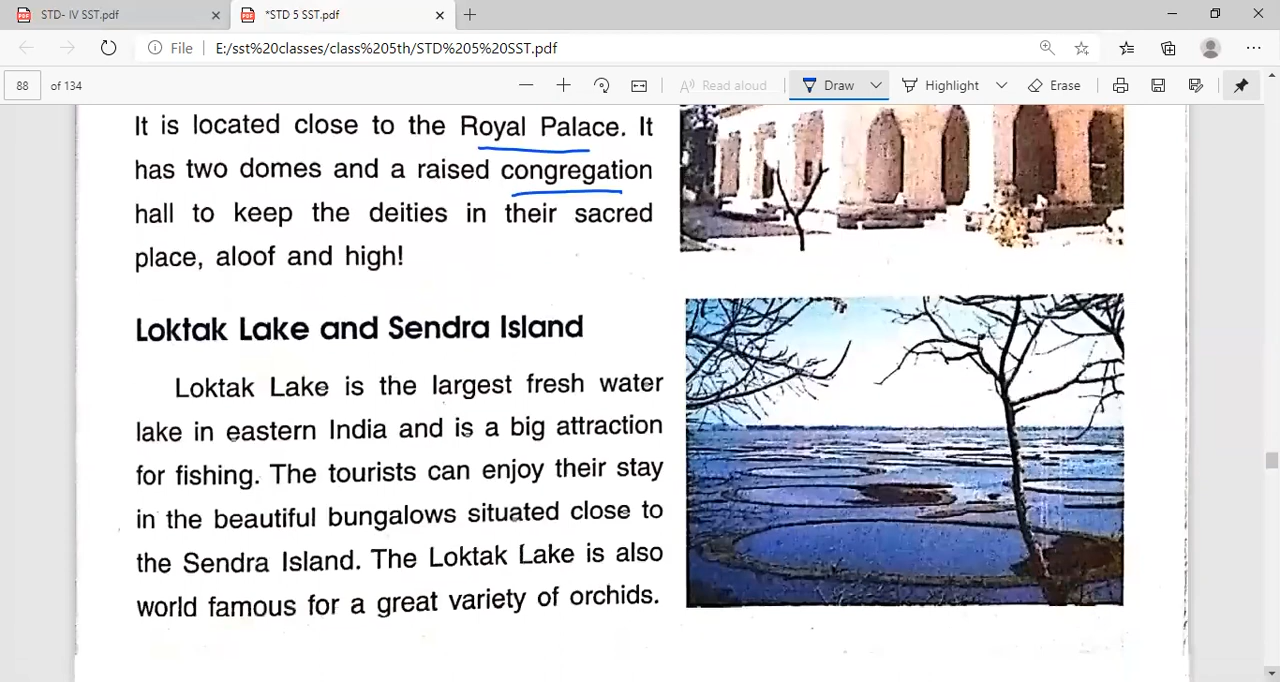 STD- IV SST.pdf
*STD 5 SST.pdf
File
E:/sst%20classes/class%205th/STD%205%20SST.pdf
88 of 134
Read aloud
Draw
Highlight
Erase
It is located close to the Royal Palace. It
has two domes and a raised congregation
hall to keep the deities in their sacred
place, aloof and high!
Loktak Lake and Sendra Island
Loktak Lake is the largest fresh water
lake in eastern India and is a big attraction
for fishing. The tourists can enjoy their stay
in the beautiful bungalows situated close to
the Sendra Island. The Loktak Lake is also
world famous for a great variety of orchids.